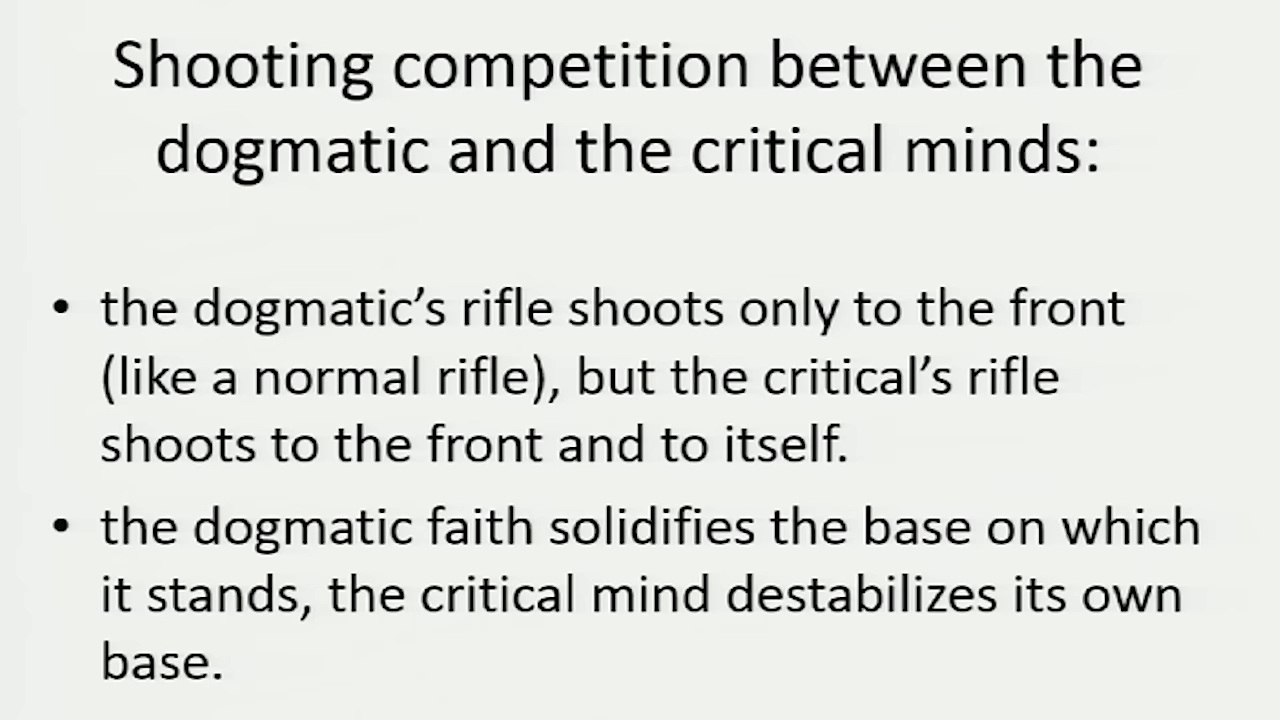 Shooting competition between the
dogmatic and the critical minds:
• the dogmatic’s rifle shoots only to the front
(like a normal rifle), but the critical’s rifle
shoots to the front and to itself.
• the dogmatic faith solidifies the base on which
it stands, the critical mind destabilizes its own
base.